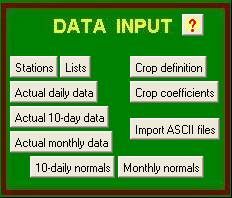 DATA INPUT ?
Stations Lists
Crop definition
Actual daily data
Crop coefficients
Actual 10-day data
Import ASCII files
Actual monthly data
10-daily normals Monthly normals